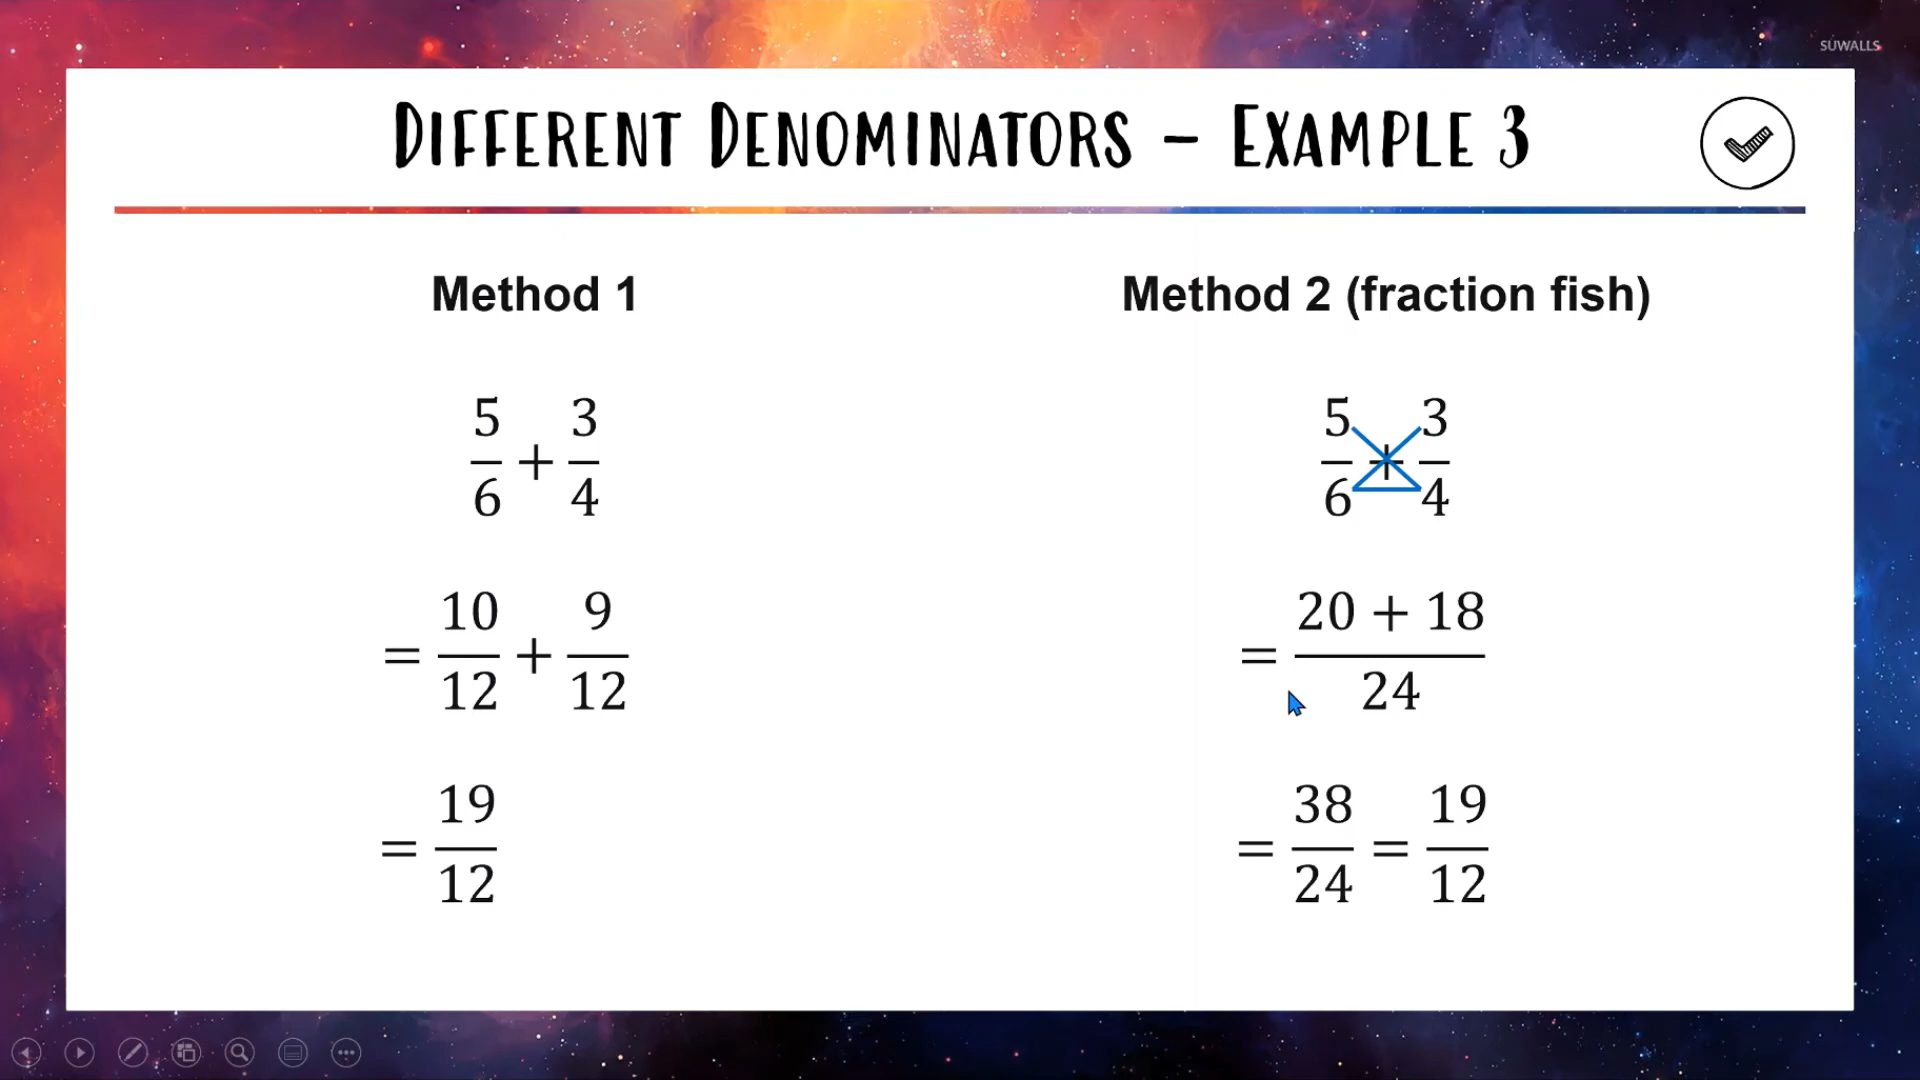 SUWALLS
DIFFERENT DENOMINATORS – EXAMPLE 3
Method 1
5/6 + 3/4
= 10/12 + 9/12
= 19/12
Method 2 (fraction fish)
5/6 + 3/4
= (20 + 18)/24
= 38/24 = 19/12